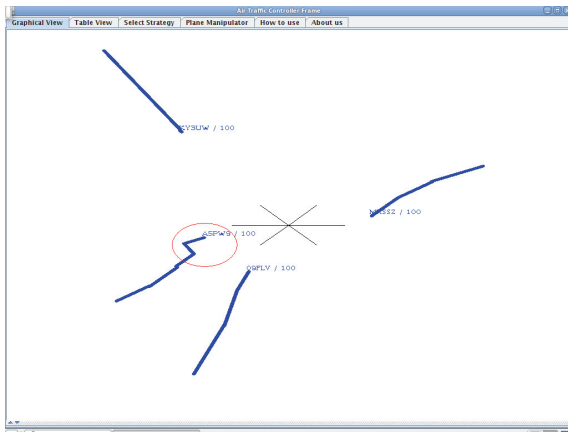 Air Traffic Controller Frame
Graphical View Table View Select Strategy Plane Manipulator How to use About us
/ 100
/ 100
/ 100
/ 100